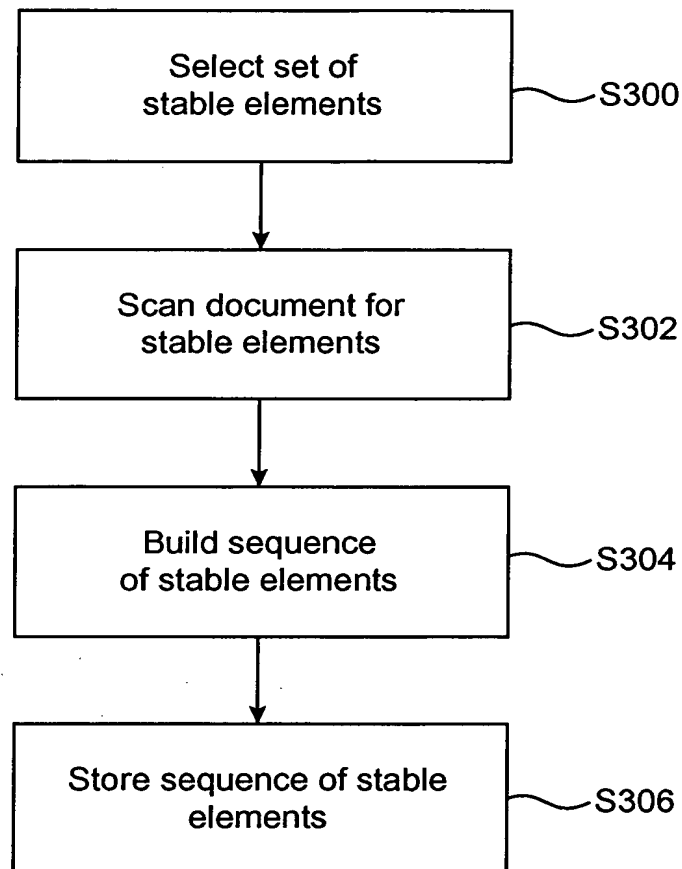 Select set of
stable elements
S300
Scan document for
stable elements
S302
Build sequence
of stable elements
S304
Store sequence of stable
elements
S306